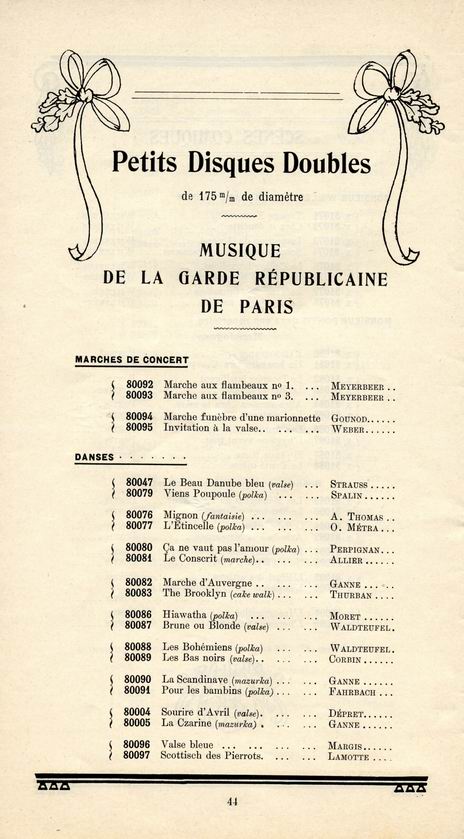 Petits Disques Doubles
de 175 m/m de diamètre
MUSIQUE
DE LA GARDE RÉPUBLICAINE
DE PARIS
MARCHES DE CONCERT
80092 Marche aux flambeaux nº 1. ... MEYERBEER ..
80093 Marche aux flambeaux nº 3. ... MEYERBEER ..
80094 Marche funèbre d'une marionnette GOUNOD......
80095 Invitation à la valse.. ... ... WEBER......
DANSES . . . . . . .
80047 Le Beau Danube bleu (valse) ... STRAUSS .....
80079 Viens Poupoule (polka) ... ... SPALIN ......
80076 Mignon (fantaisie) ... ... ... A. THOMAS ..
80077 L'Étincelle (polka) ... ... ... O. MÉTRA...
80080 Ça ne vaut pas l'amour (polka) ... PERPIGNAN...
80081 Le Conscrit (marche).. ... ... ALLIER ......
80082 Marche d'Auvergne .. ... ... GANNE ......
80083 The Brooklyn (cake walk) ... ... THURBAN ....
80086 Hiawatha (polka) ... ... ... MORET ......
80087 Brune ou Blonde (valse) ... ... WALDTEUFEL.
80088 Les Bohémiens (polka) ... WALDTEUFEL.
80089 Les Bas noirs (valse).. ... ... CORBIN ......
80090 La Scandinave (mazurka) ... ... GANNE ......
80091 Pour les bambins (polka) ... ... FAHRBACH ...
80004 Sourire d'Avril (valse). ... ... DÉPRET......
80005 La Czarine (mazurka) . ... ... GANNE ......
80096 Valse bleue ... ... ... ... MARGIS......
80097 Scottisch des Pierrots. ... ... LAMOTTE ....
44